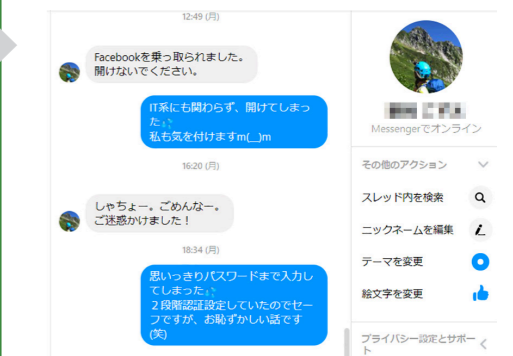 12:49 (月)
Facebookを乗っ取られました。
開けないでください。
IT系にも関わらず、開けてしまっ
た💦
私も気を付けますm(__)m
16:20 (月)
しゃちょー。ごめんなー。
ご迷惑かけました！
18:34 (月)
思いっきりパスワードまで入力し
てしまった💦
２段階認証設定していたのでセー
フですが、お恥ずかしい話です
(笑)
Messengerでオンライン
その他のアクション
スレッド内を検索
ニックネームを編集
テーマを変更
絵文字を変更
プライバシー設定とサポー
ト